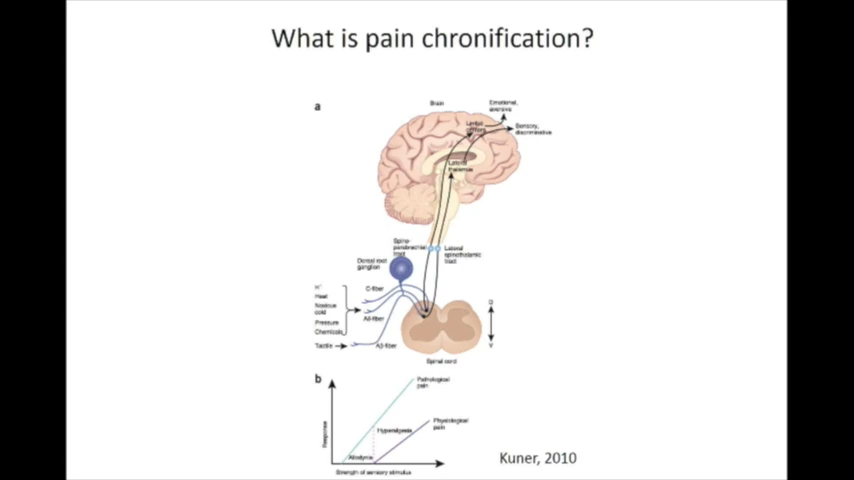 What is pain chronification?
a
Brain
Emotional,
aversive
Sensory,
discriminative
Lateral
thalamus
Spino-
parabrachial
tract
Lateral
spinothalamic
tract
Dorsal root
ganglion
H+
Heat
Noxious
cold
Pressure
Chemicals
Tactile
C-fiber
Aδ-fiber
Aβ-fiber
D
V
Spinal cord
b
Response
Pathological
pain
Physiological
pain
Hyperalgesia
Allodynia
Strength of sensory stimulus
Kuner, 2010